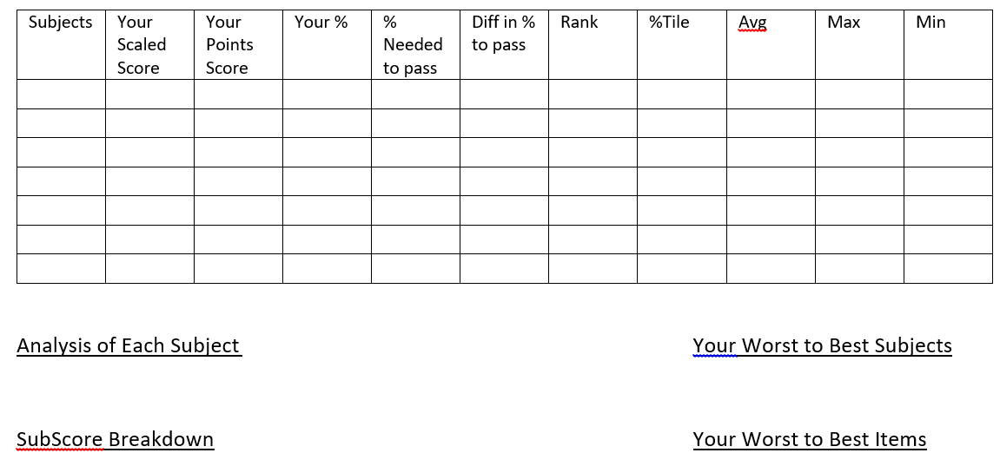 Subjects Your Your Your % % Diff in % Rank %Tile Avg Max Min
Scaled Points Needed to pass
Score Score to pass
Analysis of Each Subject Your Worst to Best Subjects
SubScore Breakdown Your Worst to Best Items